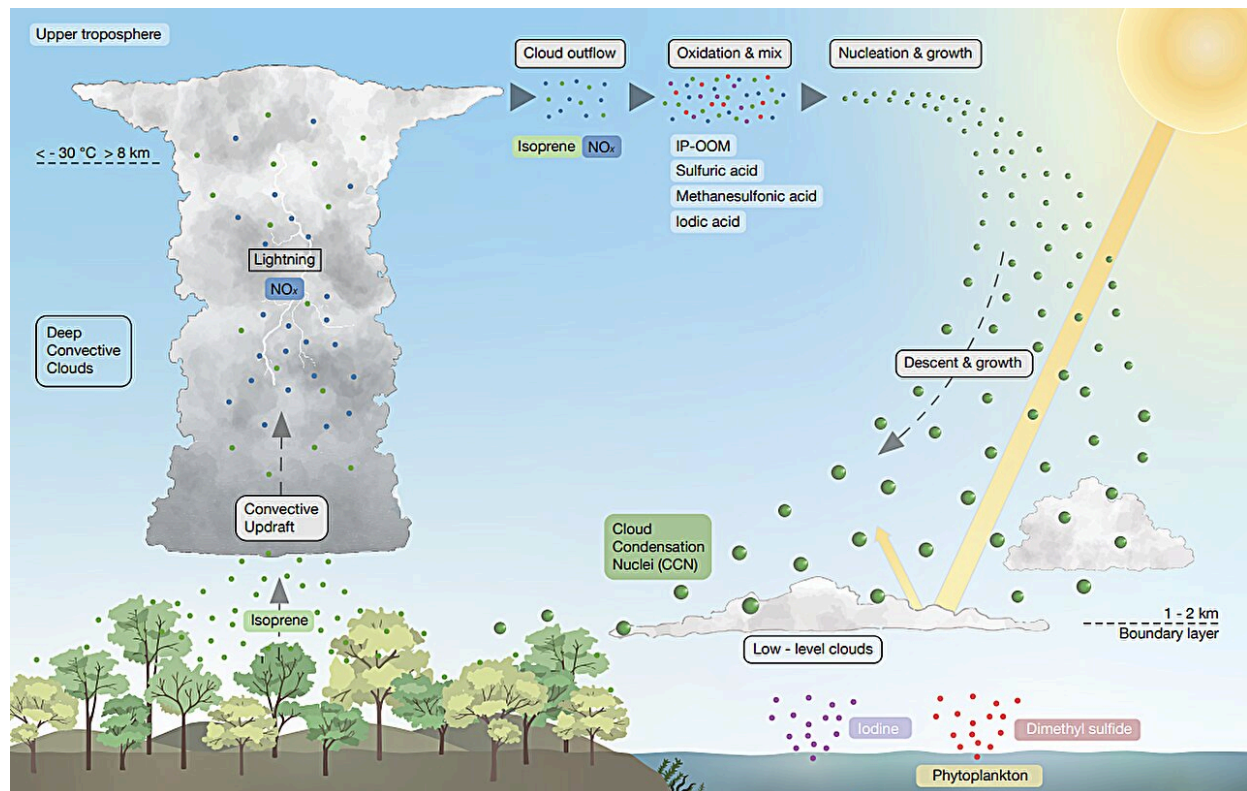 Upper troposphere
Cloud outflow
Oxidation & mix
Nucleation & growth
Isoprene
NOx
IP-OOM
Sulfuric acid
Methanesulfonic acid
Iodic acid
< - 30 °C > 8 km
Lightning
NOx
Deep
Convective
Clouds
Descent & growth
Convective
Updraft
Cloud
Condensation
Nuclei (CCN)
Isoprene
1 - 2 km
Boundary layer
Low - level clouds
Iodine
Dimethyl sulfide
Phytoplankton